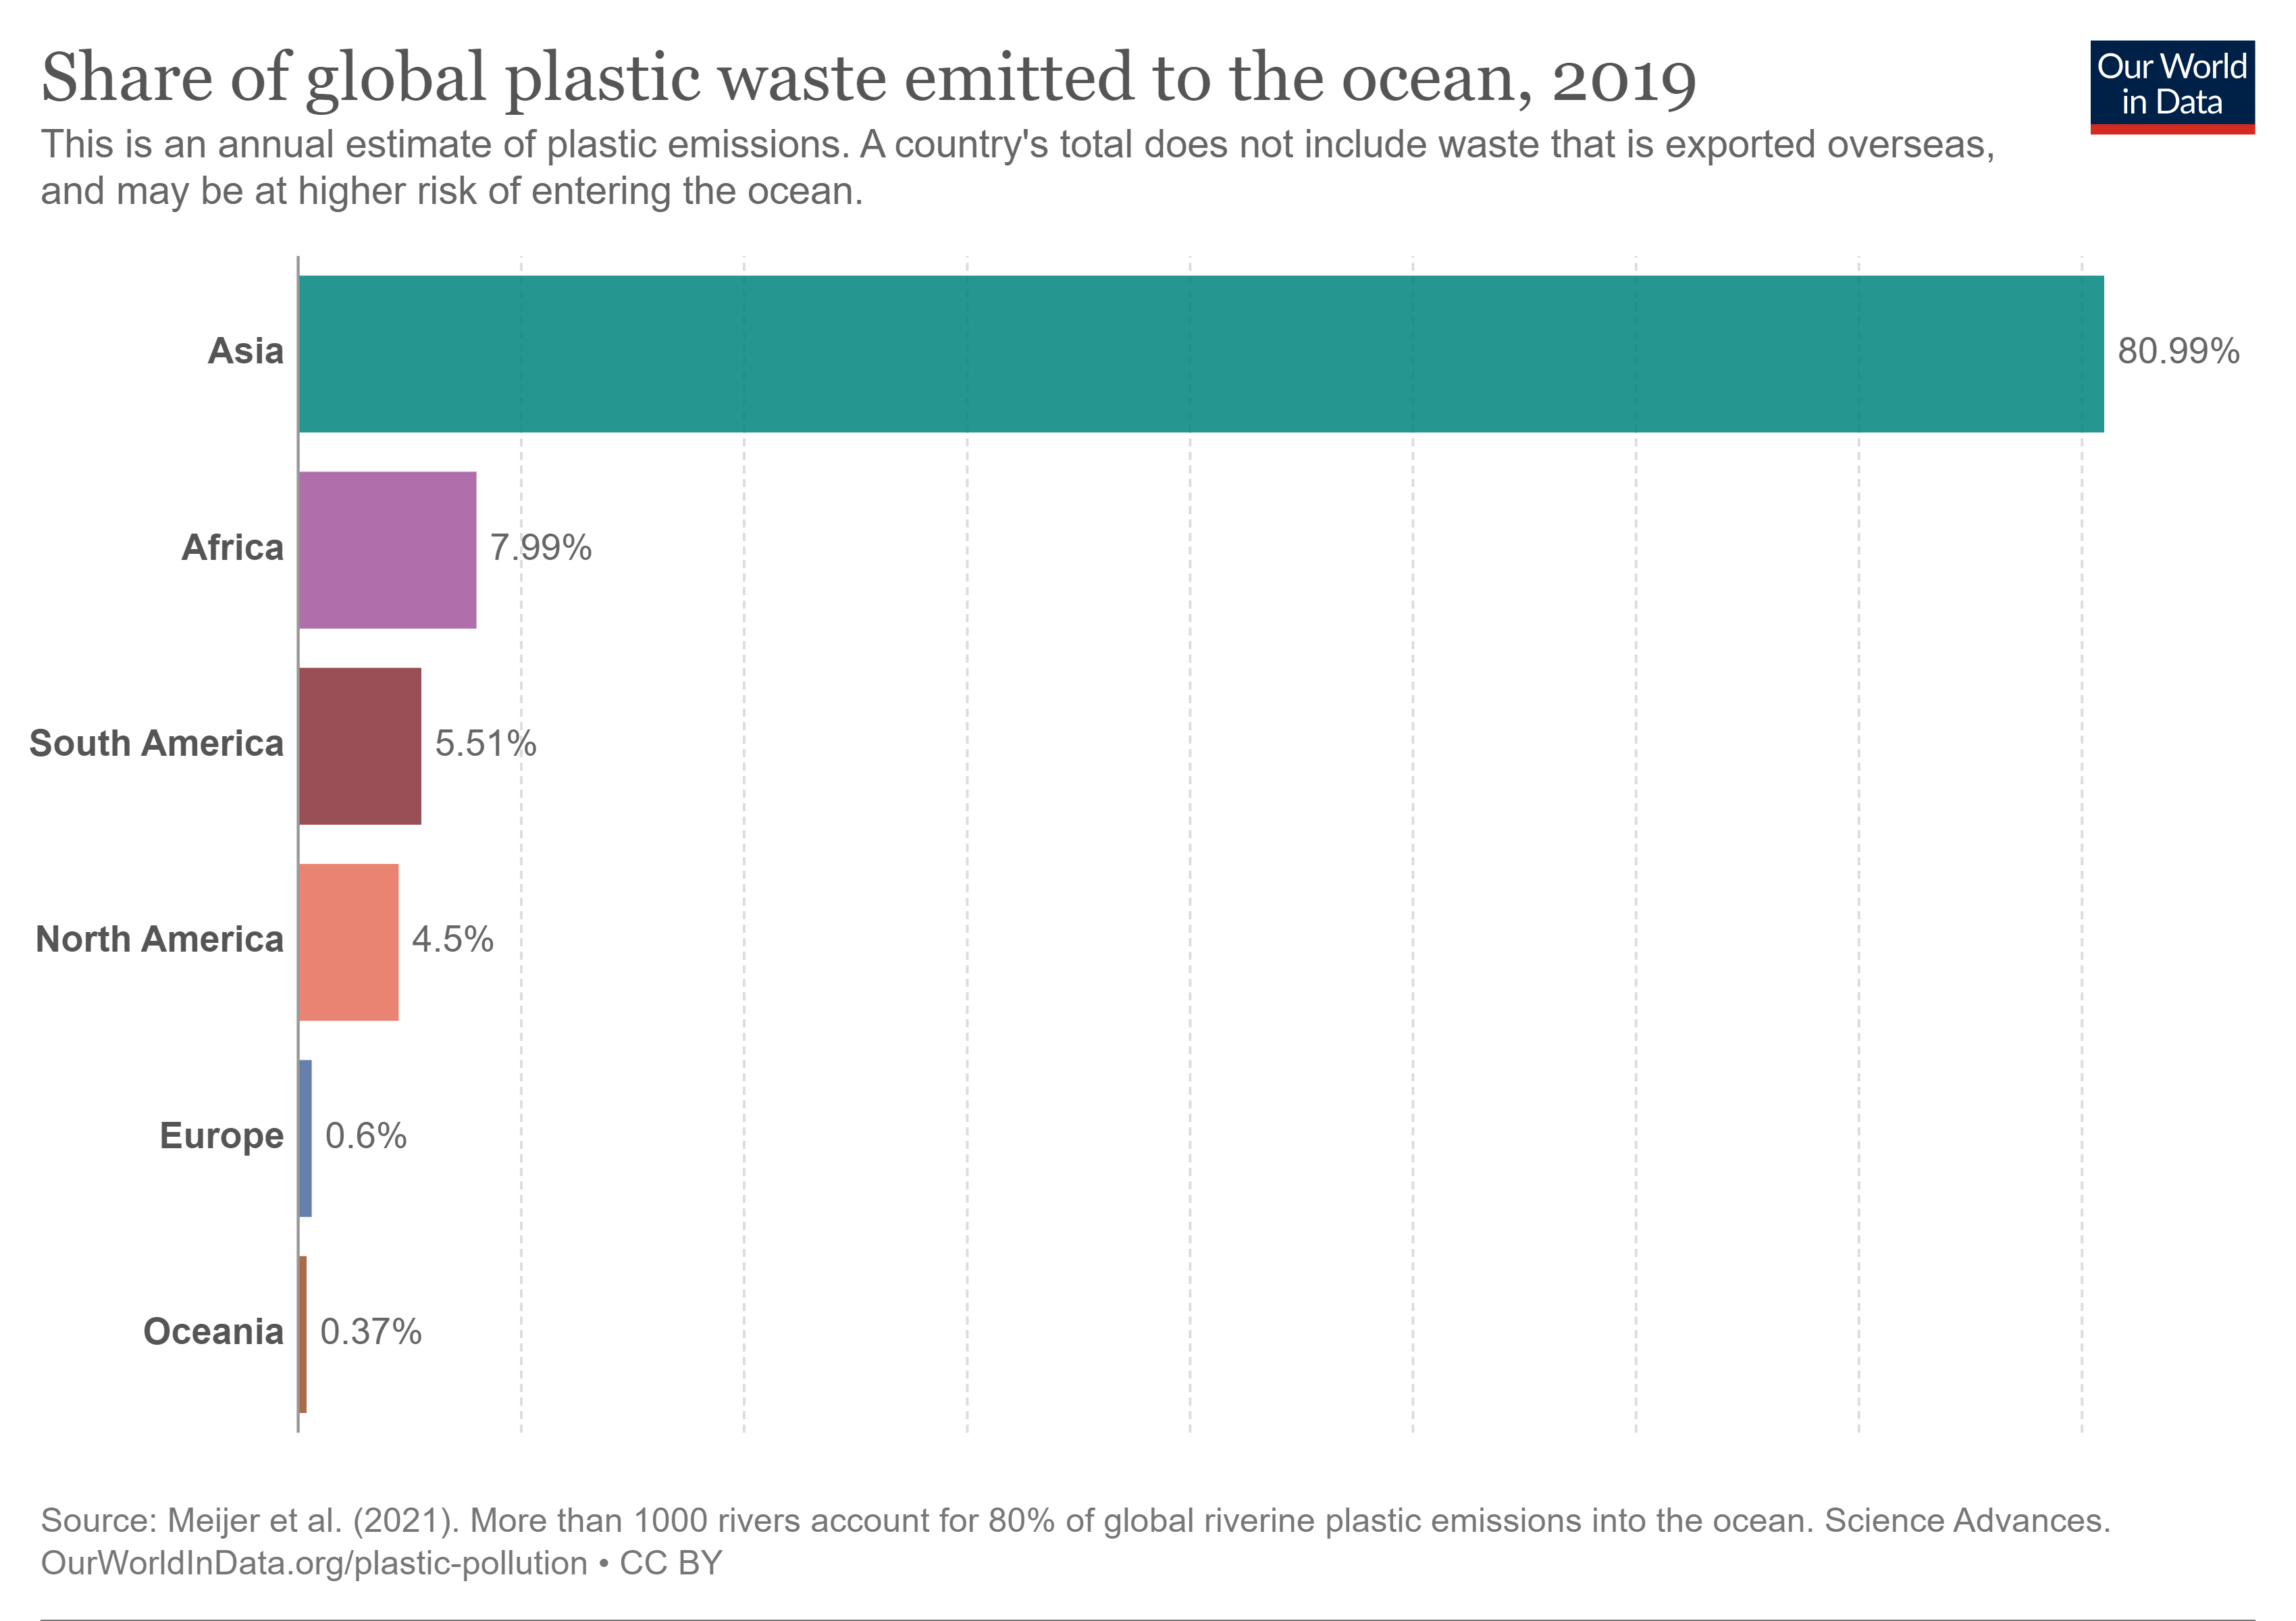 Share of global plastic waste emitted to the ocean, 2019
Our World
in Data
This is an annual estimate of plastic emissions. A country's total does not include waste that is exported overseas,
and may be at higher risk of entering the ocean.
Asia
80.99%
Africa
7.99%
South America
5.51%
North America
4.5%
Europe
0.6%
Oceania
0.37%
Source: Meijer et al. (2021). More than 1000 rivers account for 80% of global riverine plastic emissions into the ocean. Science Advances.
OurWorldInData.org/plastic-pollution • CC BY